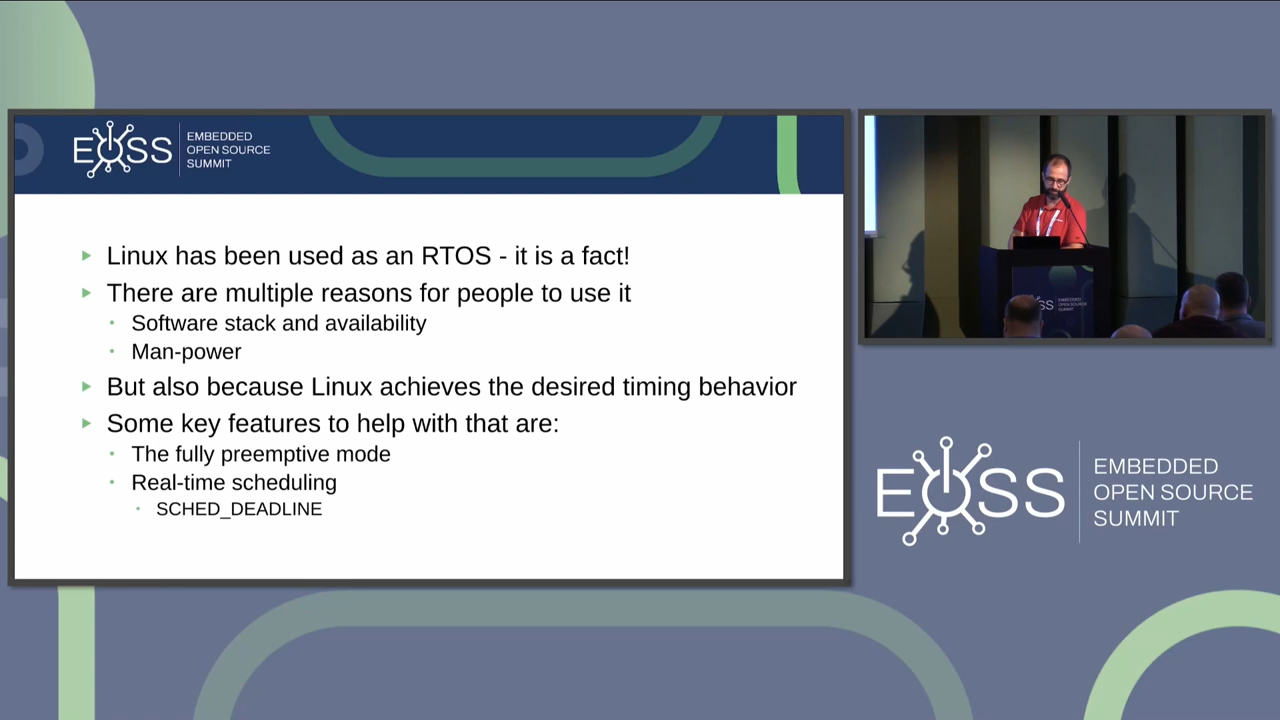 EOSS
EMBEDDED
OPEN SOURCE
SUMMIT
Linux has been used as an RTOS - it is a fact!
There are multiple reasons for people to use it
Software stack and availability
Man-power
But also because Linux achieves the desired timing behavior
Some key features to help with that are:
The fully preemptive mode
Real-time scheduling
SCHED_DEADLINE
EOSS
EMBEDDED
OPEN SOURCE
SUMMIT